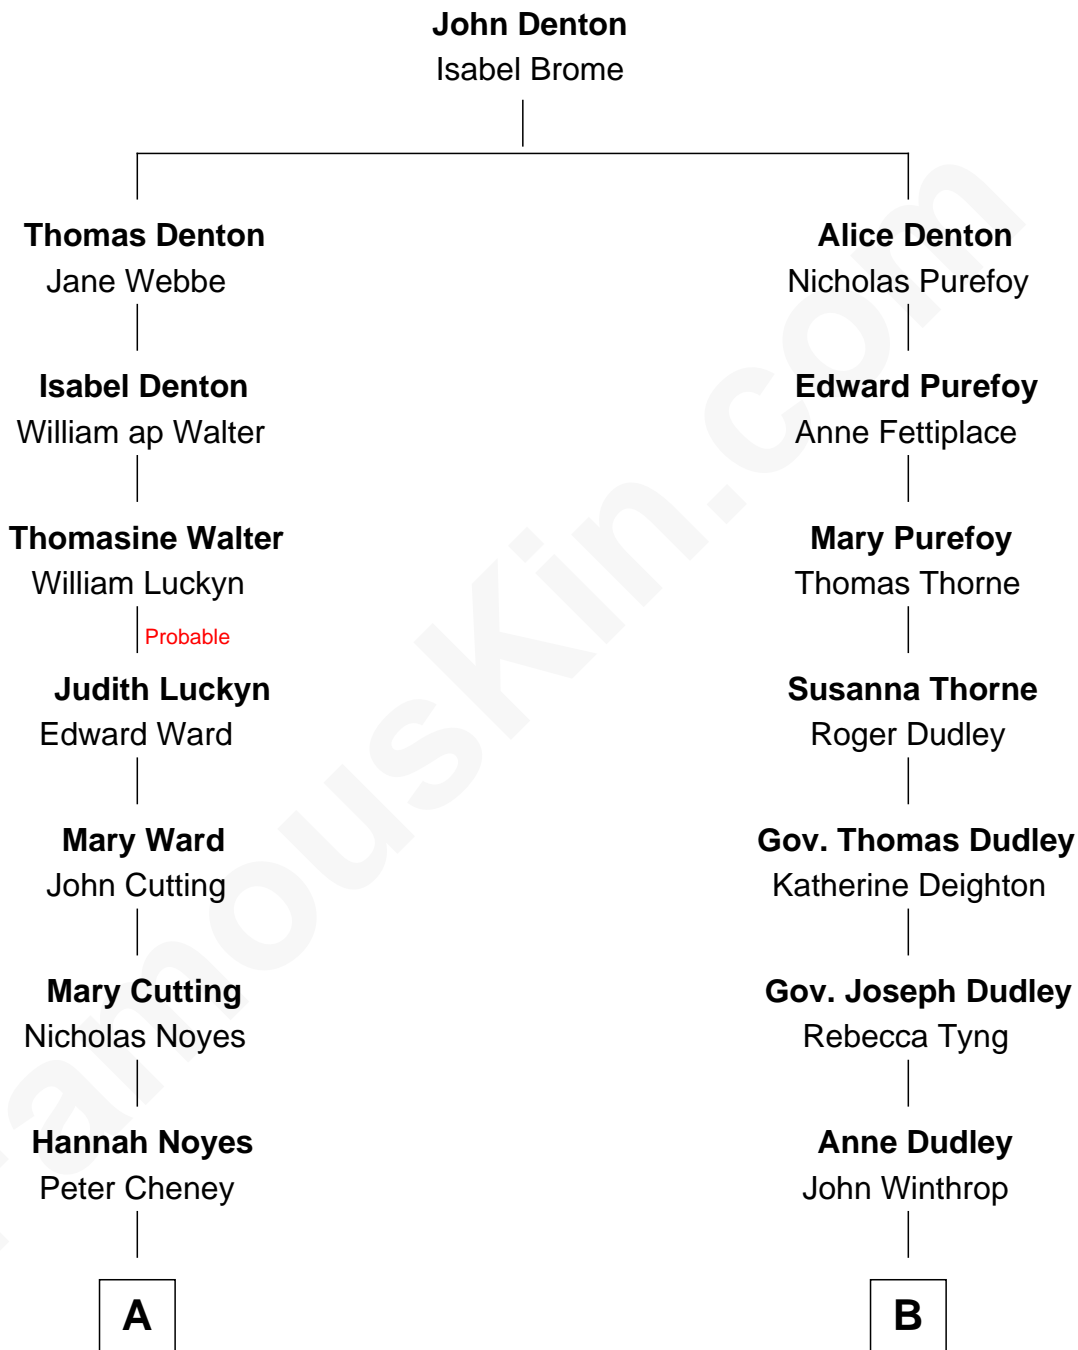 John Denton
Isabel Brome
Thomas Denton
Jane Webbe
Isabel Denton
William ap Walter
Thomasine Walter
William Luckyn
Probable
Judith Luckyn
Edward Ward
Mary Ward
John Cutting
Mary Cutting
Nicholas Noyes
Hannah Noyes
Peter Cheney
A
Alice Denton
Nicholas Purefoy
Edward Purefoy
Anne Fettiplace
Mary Purefoy
Thomas Thorne
Susanna Thorne
Roger Dudley
Gov. Thomas Dudley
Katherine Deighton
Gov. Joseph Dudley
Rebecca Tyng
Anne Dudley
John Winthrop
B
famouskin.com